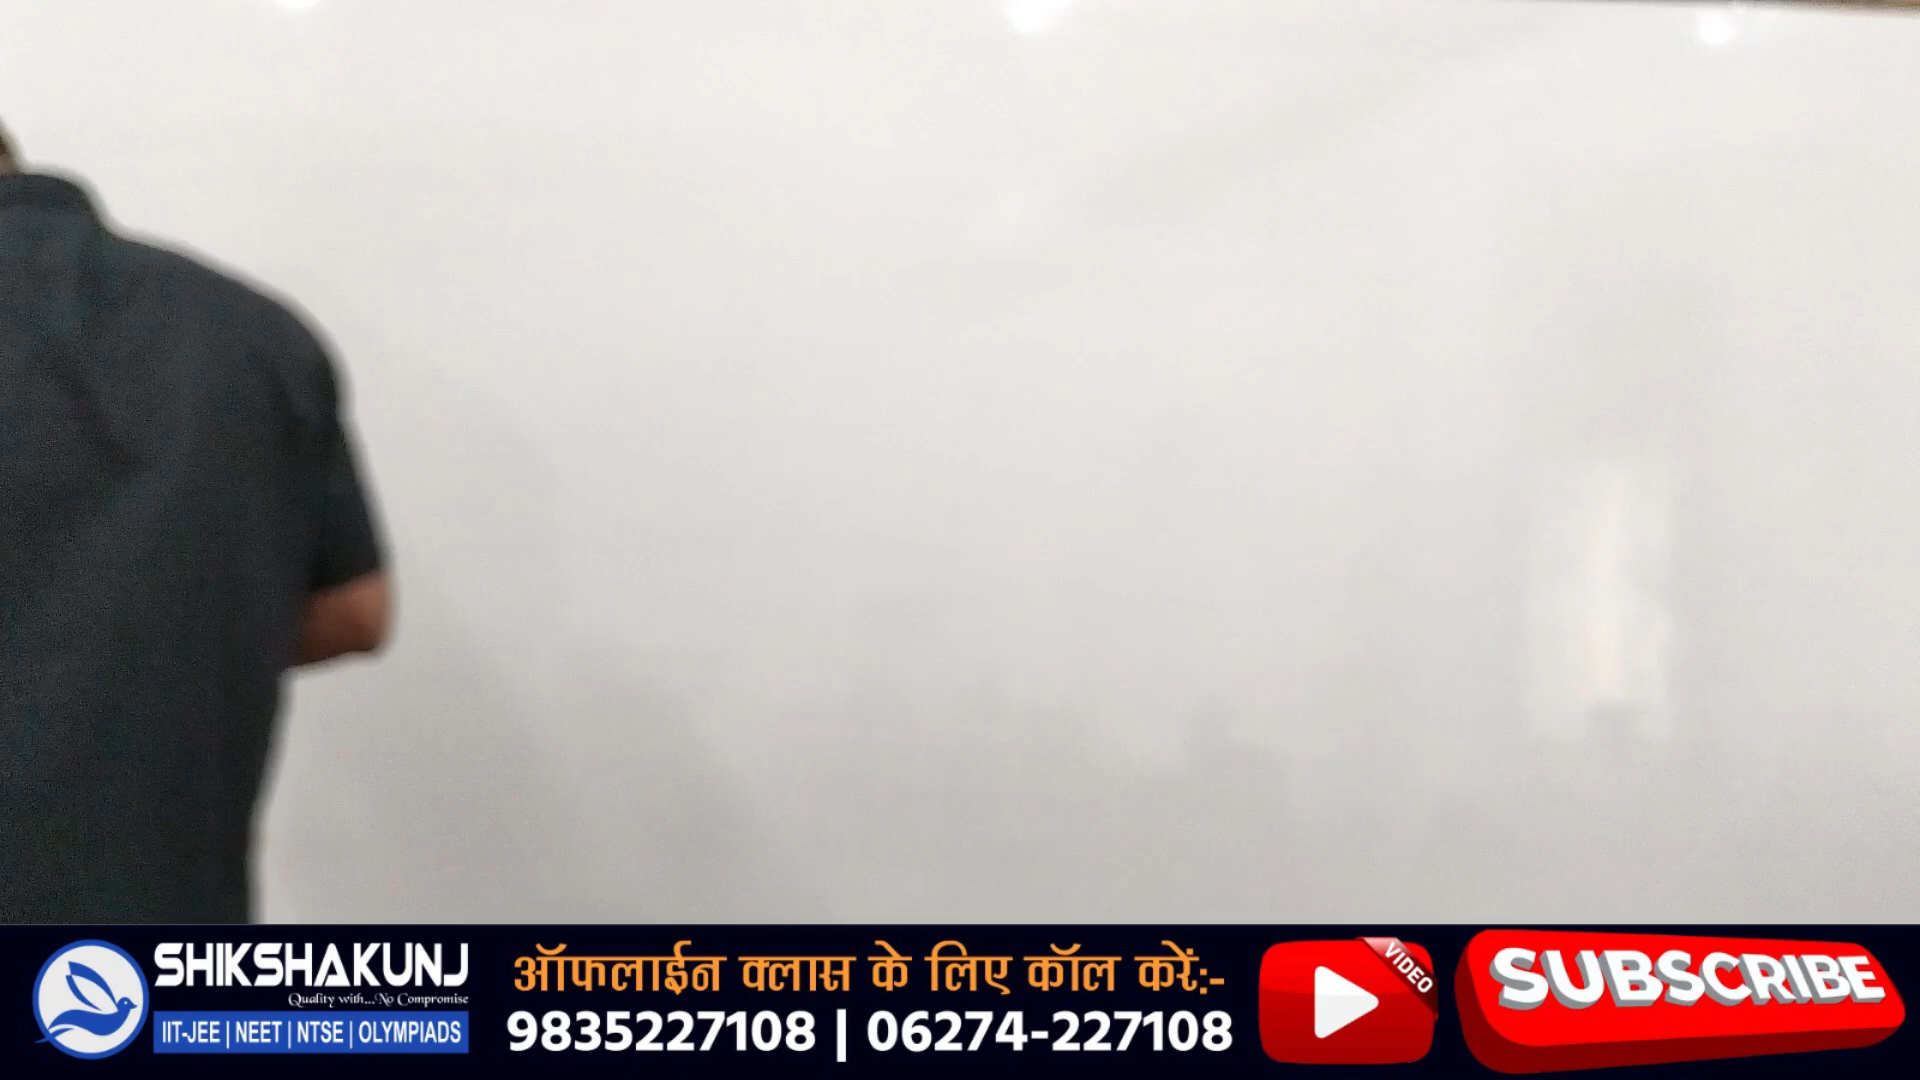 SHIKSHAKUNJ
Quality with...No Compromise
IIT-JEE | NEET | NTSE | OLYMPIADS
ऑफलाईन क्लास के लिए कॉल करें:-
9835227108 | 06274-227108
VIDEO
SUBSCRIBE